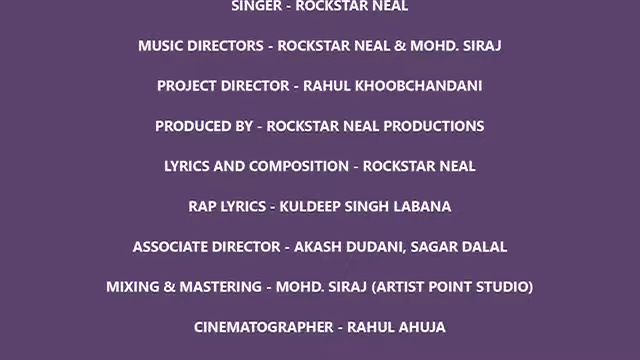 SINGER - ROCKSTAR NEAL
MUSIC DIRECTORS - ROCKSTAR NEAL & MOHD. SIRAJ
PROJECT DIRECTOR - RAHUL KHOOBCHANDANI
PRODUCED BY - ROCKSTAR NEAL PRODUCTIONS
LYRICS AND COMPOSITION - ROCKSTAR NEAL
RAP LYRICS - KULDEEP SINGH LABANA
ASSOCIATE DIRECTOR - AKASH DUDANI, SAGAR DALAL
MIXING & MASTERING - MOHD. SIRAJ (ARTIST POINT STUDIO)
CINEMATOGRAPHER - RAHUL AHUJA